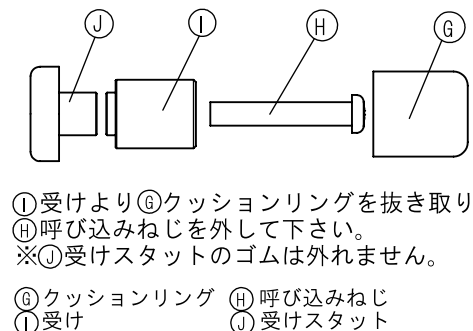 Ⓙ Ⓘ Ⓗ Ⓖ
Ⓘ受けよりⒼクッションリングを抜き取り
Ⓗ呼び込みねじを外して下さい。
※Ⓙ受けスタットのゴムは外れません。
Ⓖクッションリング Ⓗ呼び込みねじ
Ⓘ受け Ⓙ受けスタット